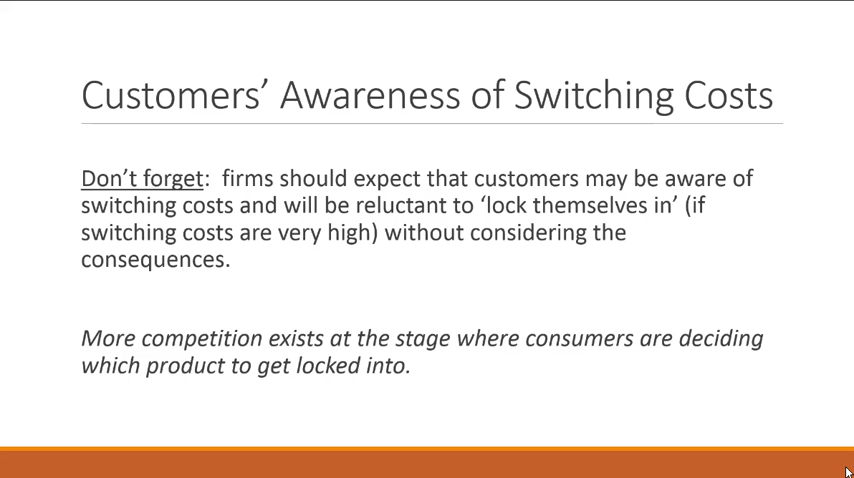 Customers’ Awareness of Switching Costs
Don’t forget:  firms should expect that customers may be aware of
switching costs and will be reluctant to ‘lock themselves in’ (if
switching costs are very high) without considering the
consequences.
More competition exists at the stage where consumers are deciding
which product to get locked into.